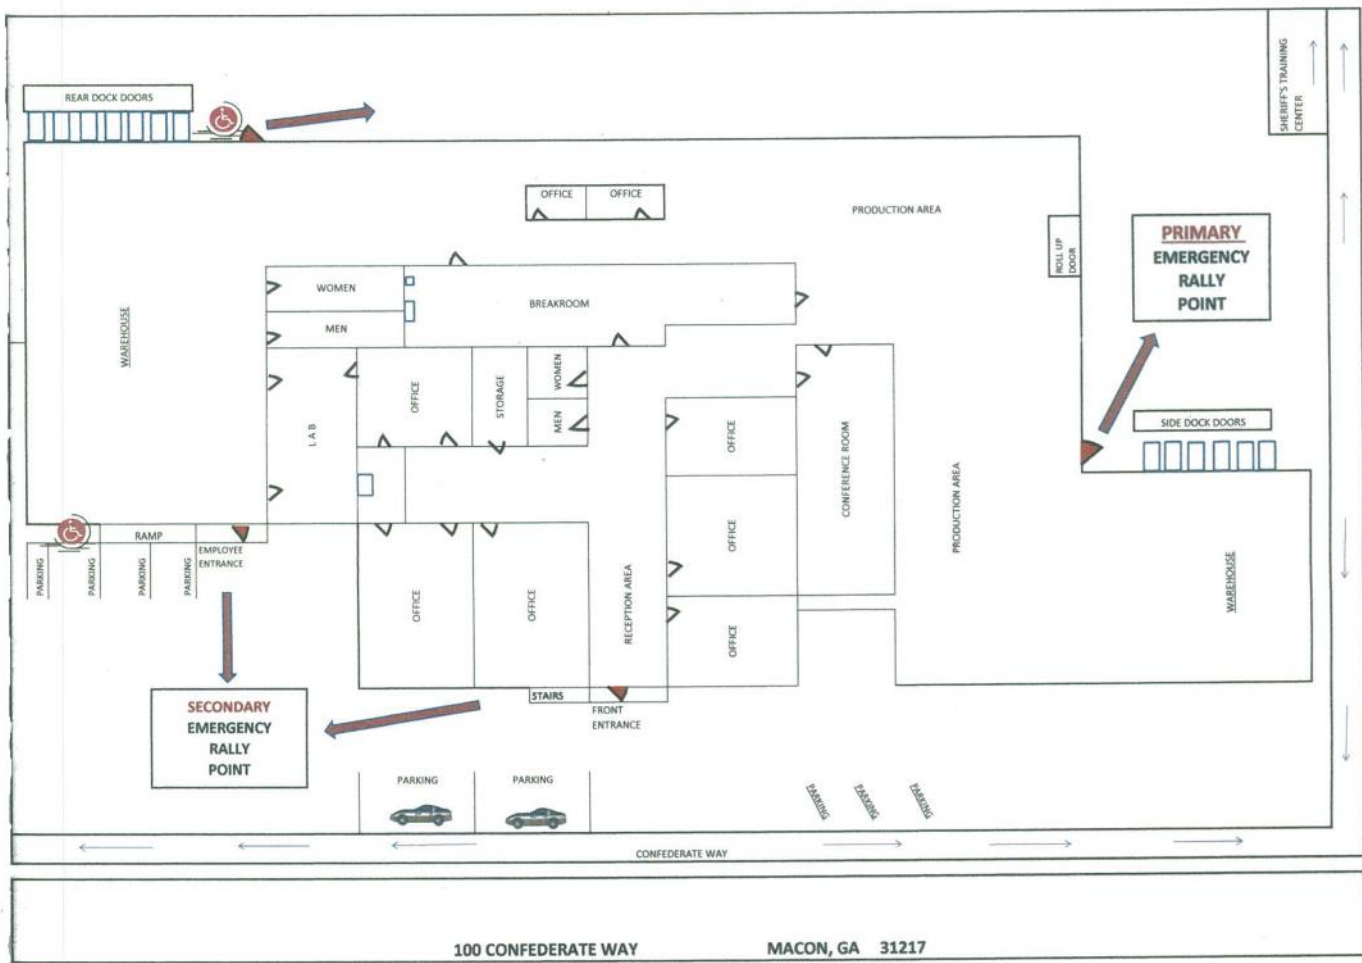 REAR DOCK DOORS
SHERIFF'S TRAINING
CENTER
OFFICE
OFFICE
PRODUCTION AREA
ROLL UP
DOOR
PRIMARY
EMERGENCY
RALLY
POINT
WOMEN
MEN
BREAKROOM
WAREHOUSE
LAB
OFFICE
STORAGE
WOMEN
MEN
OFFICE
CONFERENCE ROOM
PRODUCTION AREA
SIDE DOCK DOORS
RAMP
EMPLOYEE
ENTRANCE
PARKING
PARKING
PARKING
PARKING
OFFICE
OFFICE
RECEPTION AREA
OFFICE
OFFICE
WAREHOUSE
SECONDARY
EMERGENCY
RALLY
POINT
STAIRS
FRONT
ENTRANCE
PARKING
PARKING
PARKING
PARKING
PARKING
CONFEDERATE WAY
100 CONFEDERATE WAY MACON, GA 31217